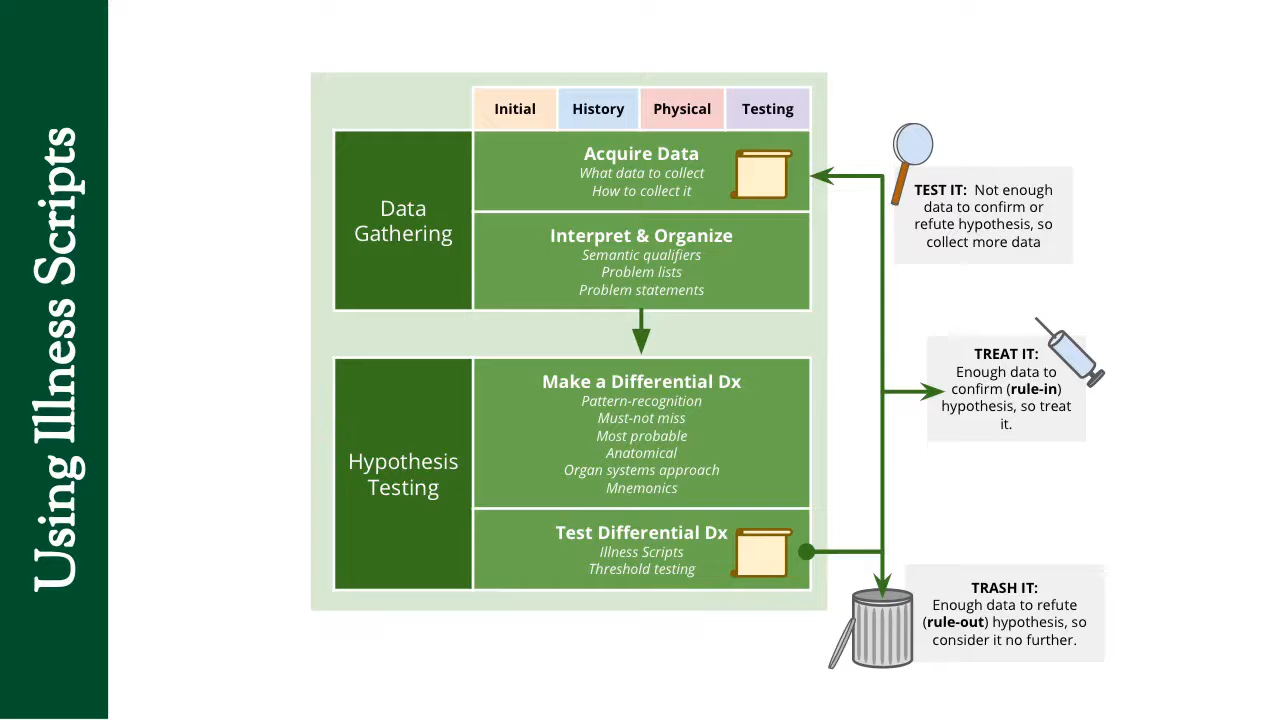 Using Illness Scripts
Initial
History
Physical
Testing
Data
Gathering
Acquire Data
What data to collect
How to collect it
Interpret & Organize
Semantic qualifiers
Problem lists
Problem statements
Hypothesis
Testing
Make a Differential Dx
Pattern-recognition
Must-not miss
Most probable
Anatomical
Organ systems approach
Mnemonics
Test Differential Dx
Illness Scripts
Threshold testing
TEST IT: Not enough
data to confirm or
refute hypothesis, so
collect more data
TREAT IT:
Enough data to
confirm (rule-in)
hypothesis, so treat
it.
TRASH IT:
Enough data to refute
(rule-out) hypothesis, so
consider it no further.